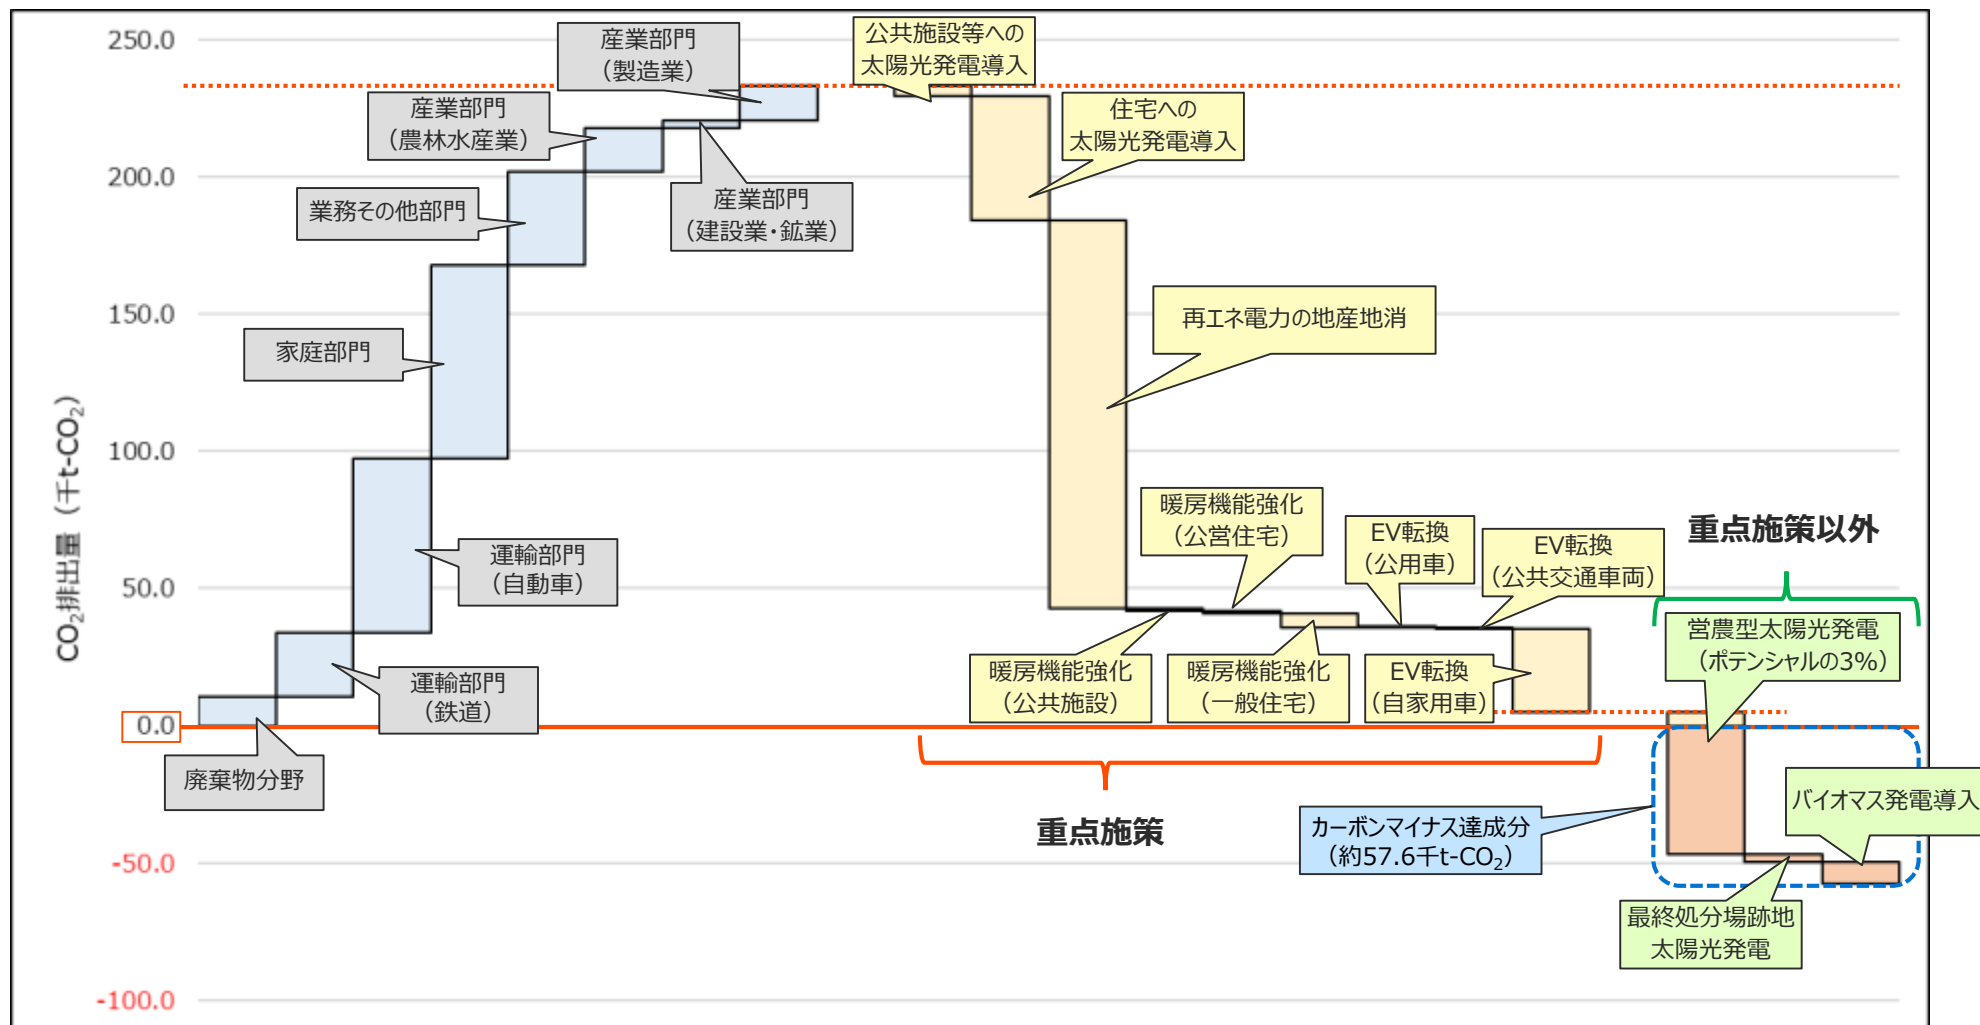 250.0
200.0
150.0
100.0
50.0
0.0
-50.0
-100.0
CO₂排出量（千t-CO₂）
産業部門
（製造業）
産業部門
（農林水産業）
産業部門
（建設業・鉱業）
業務その他部門
家庭部門
運輸部門
（自動車）
運輸部門
（鉄道）
廃棄物分野
公共施設等への
太陽光発電導入
住宅への
太陽光発電導入
再エネ電力の地産地消
暖房機能強化
（公営住宅）
EV転換
（公用車）
EV転換
（公共交通車両）
暖房機能強化
（公共施設）
暖房機能強化
（一般住宅）
EV転換
（自家用車）
重点施策
重点施策以外
営農型太陽光発電
（ポテンシャルの3%）
バイオマス発電導入
カーボンマイナス達成分
（約57.6千t-CO₂）
最終処分場跡地
太陽光発電